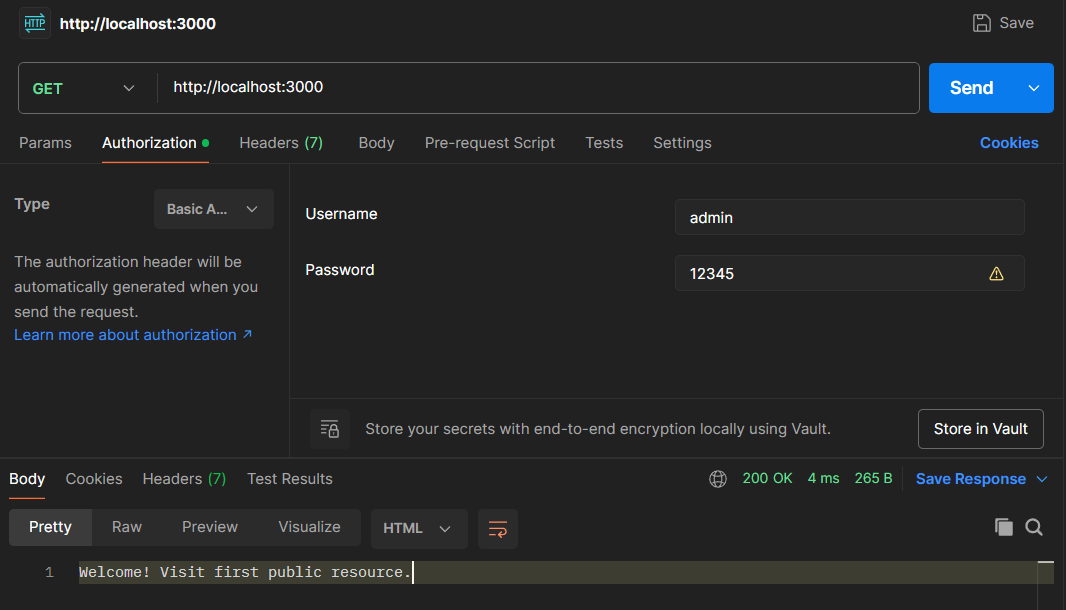 HTTP http://localhost:3000 Save
GET http://localhost:3000 Send
Params Authorization Headers (7) Body Pre-request Script Tests Settings Cookies
Type Basic A...
The authorization header will be
automatically generated when you
send the request.
Learn more about authorization ↗
Username admin
Password 12345
Store your secrets with end-to-end encryption locally using Vault. Store in Vault
Body Cookies Headers (7) Test Results 200 OK 4 ms 265 B Save Response
Pretty Raw Preview Visualize HTML
1 Welcome! Visit first public resource.